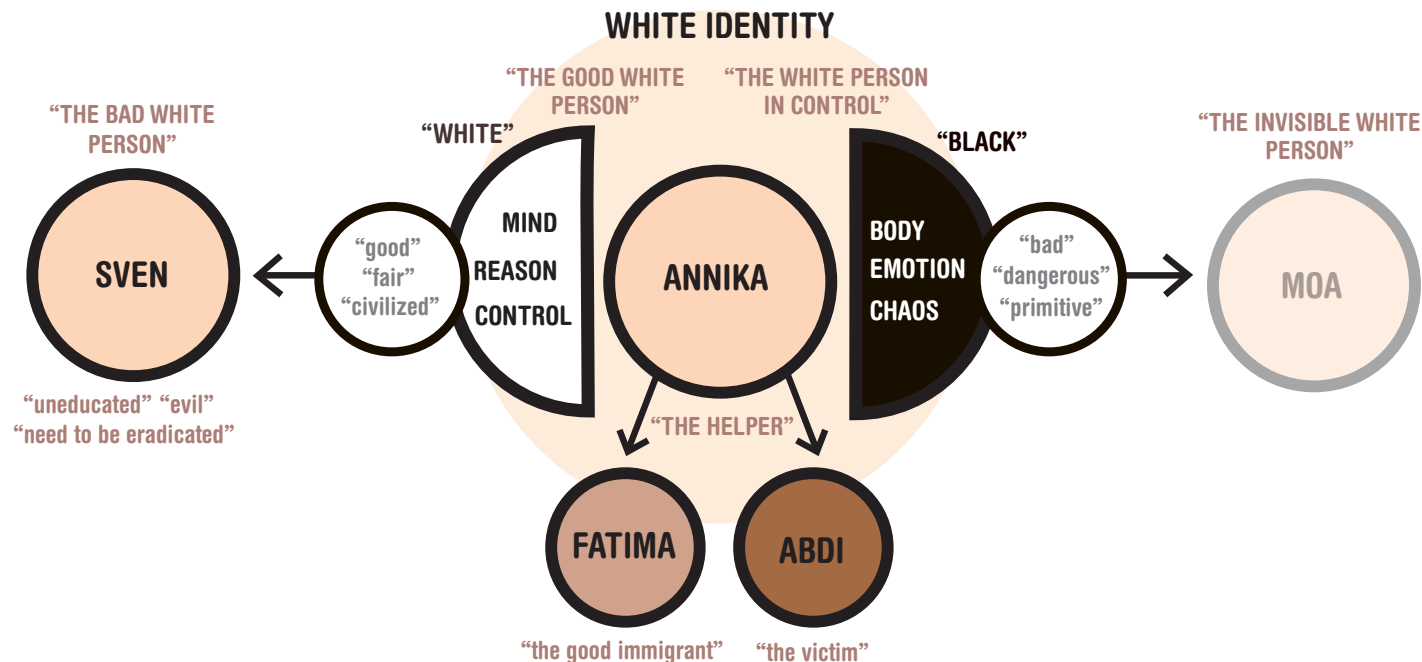 WHITE IDENTITY
“THE GOOD WHITE
PERSON”
“THE WHITE PERSON
IN CONTROL”
“THE BAD WHITE
PERSON”
“WHITE”
“BLACK”
“THE INVISIBLE WHITE
PERSON”
SVEN
“good”
“fair”
“civilized”
MIND
REASON
CONTROL
ANNIKA
BODY
EMOTION
CHAOS
“bad”
“dangerous”
“primitive”
MOA
“uneducated” “evil”
“need to be eradicated”
“THE HELPER”
FATIMA
ABDI
“the good immigrant”
“the victim”